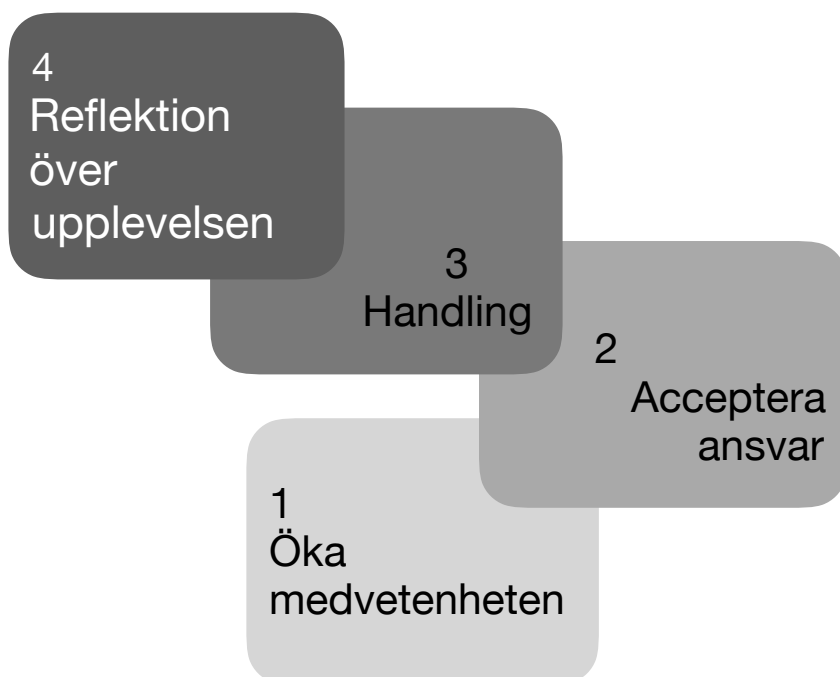 4
Reflektion
över
upplevelsen
3
Handling
2
Acceptera
ansvar
1
Öka
medvetenheten